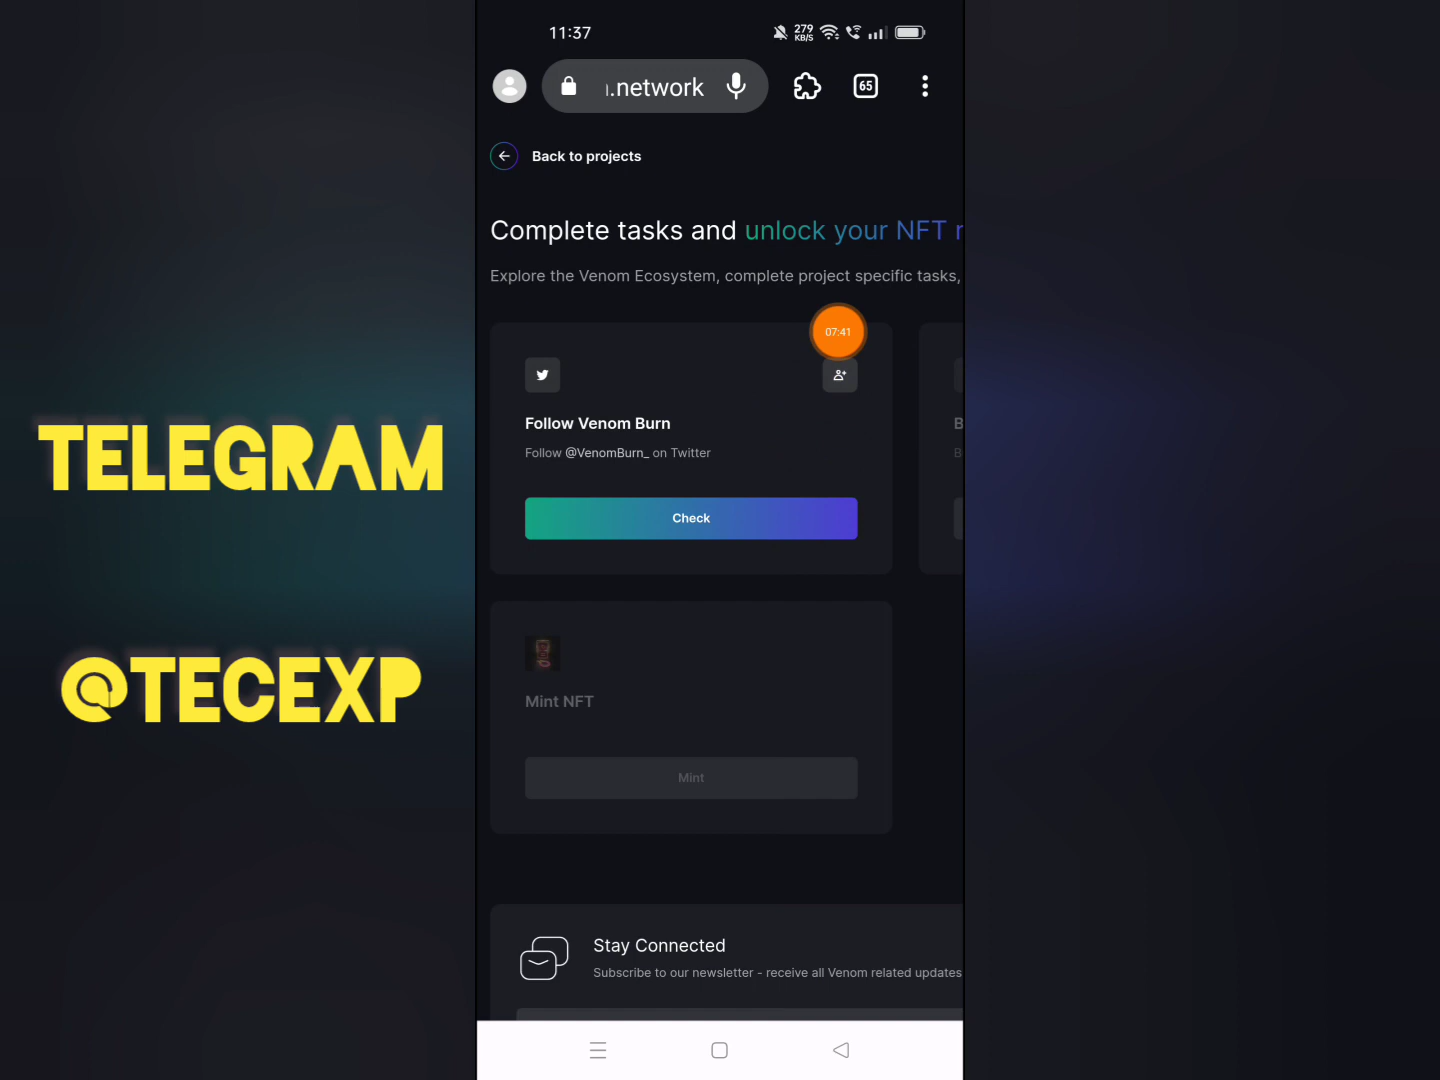 11:37
279
KB/S
.network
65
Back to projects
Complete tasks and unlock your NFT r
Explore the Venom Ecosystem, complete project specific tasks,
07:41
Follow Venom Burn
B
Follow @VenomBurn_ on Twitter
B
Check
Mint NFT
Mint
Stay Connected
Subscribe to our newsletter - receive all Venom related updates
TELEGRAM
@TECEXP